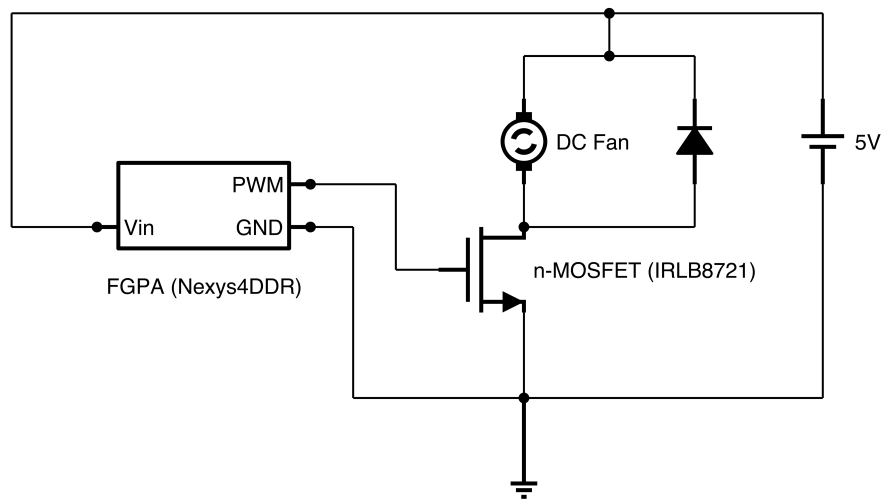 DC Fan
5V
PWM
Vin
GND
n-MOSFET (IRLB8721)
FGPA (Nexys4DDR)